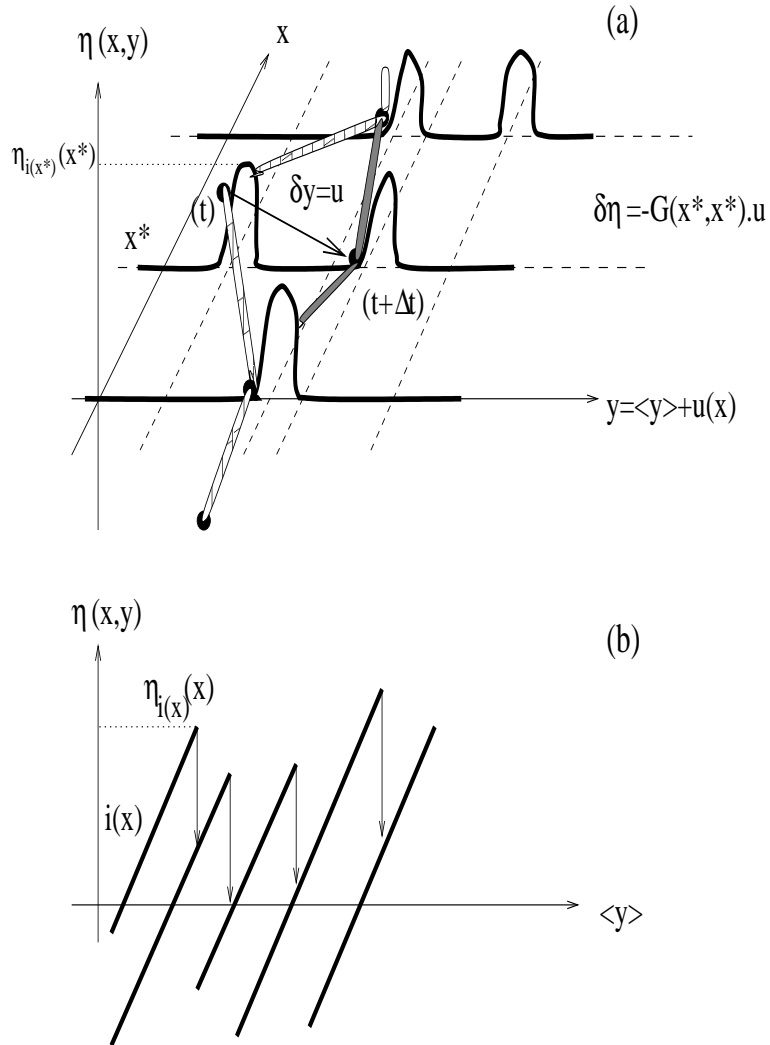 (a)
η(x,y)
x
η_{i(x*)}(x*)
(t)
δy=u
δη=-G(x*,x*).u
x*
(t+Δt)
y=<y>+u(x)
(b)
η(x,y)
η_{i(x)}(x)
i(x)
<y>